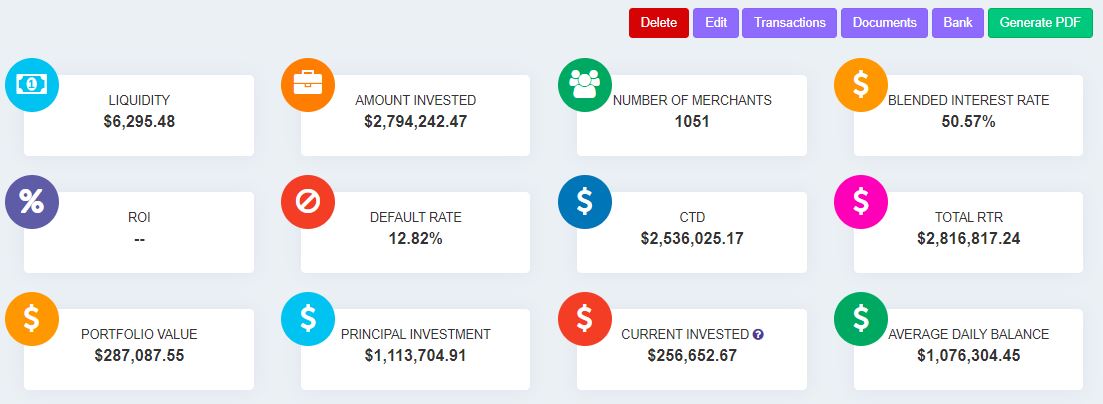 Delete Edit Transactions Documents Bank Generate PDF
LIQUIDITY
$6,295.48
AMOUNT INVESTED
$2,794,242.47
NUMBER OF MERCHANTS
1051
BLENDED INTEREST RATE
50.57%
ROI
--
DEFAULT RATE
12.82%
CTD
$2,536,025.17
TOTAL RTR
$2,816,817.24
PORTFOLIO VALUE
$287,087.55
PRINCIPAL INVESTMENT
$1,113,704.91
CURRENT INVESTED
$256,652.67
AVERAGE DAILY BALANCE
$1,076,304.45